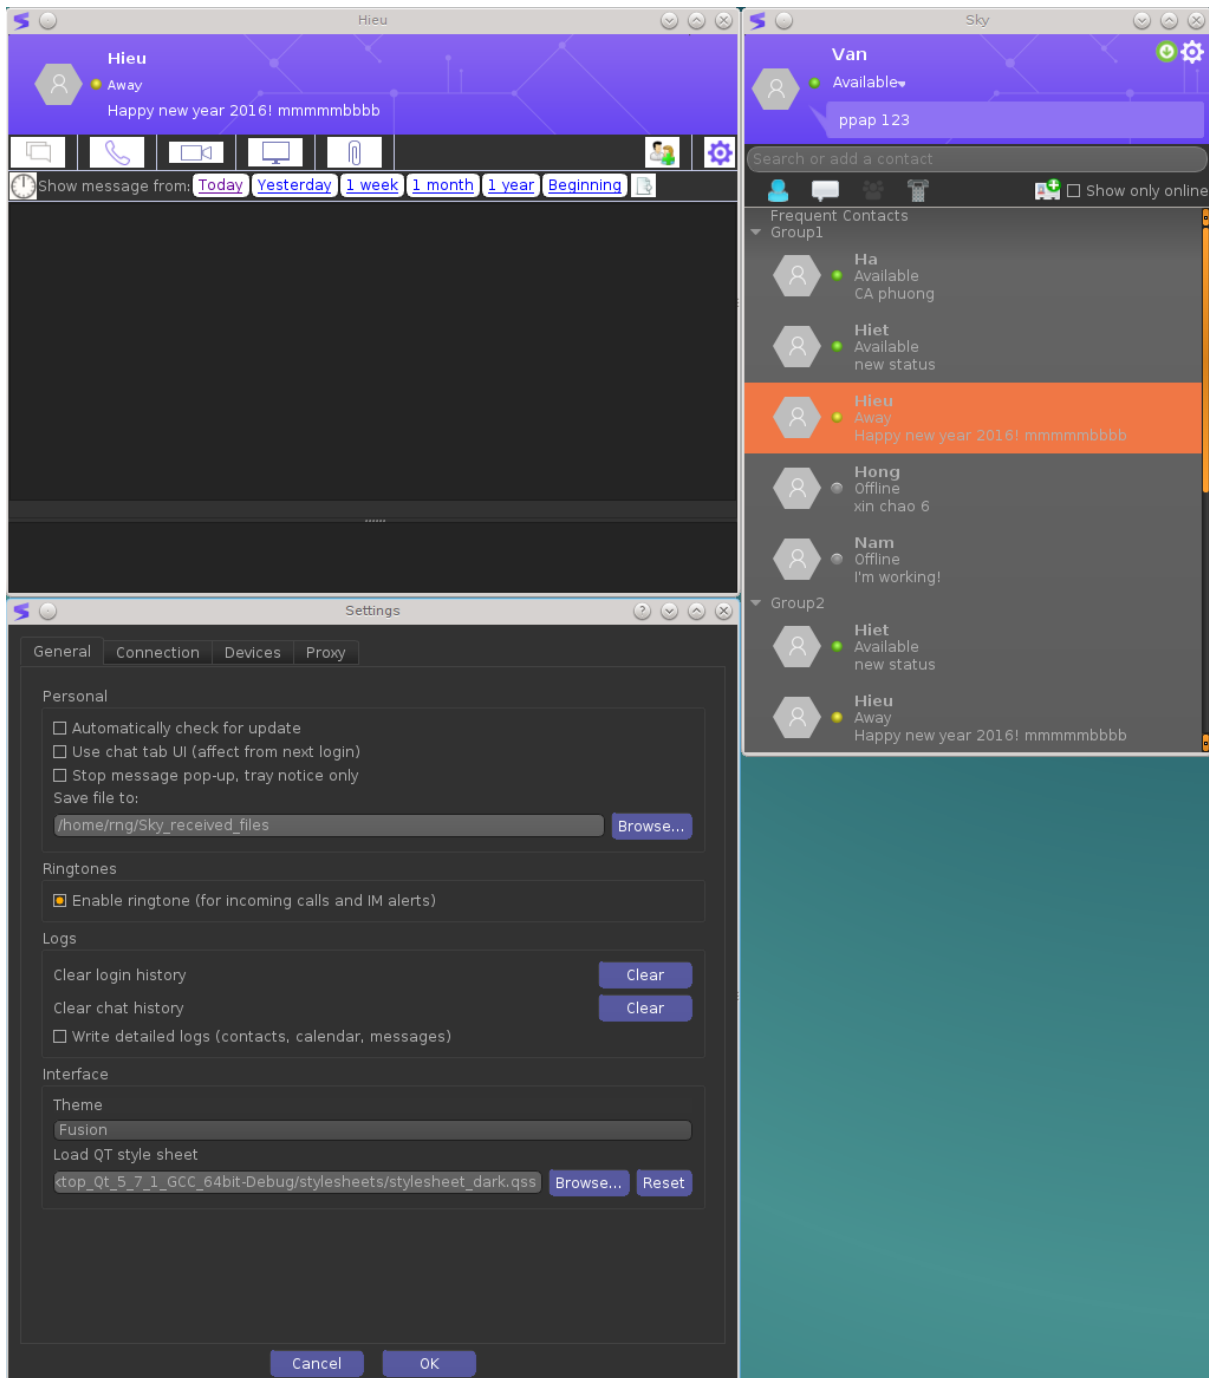 Hieu
Hieu
Away
Happy new year 2016! mmmmmbbbb
Show message from: Today Yesterday 1 week 1 month 1 year Beginning
Sky
Van
Available
ppap 123
Search or add a contact
Show only online
Frequent Contacts
Group1
Ha
Available
CA phuong
Hiet
Available
new status
Hieu
Away
Happy new year 2016! mmmmmbbbb
Hong
Offline
xin chao 6
Nam
Offline
I'm working!
Group2
Hiet
Available
new status
Hieu
Away
Happy new year 2016! mmmmmbbbb
Settings
General Connection Devices Proxy
Personal
Automatically check for update
Use chat tab UI (affect from next login)
Stop message pop-up, tray notice only
Save file to:
/home/rng/Sky_received_files Browse...
Ringtones
Enable ringtone (for incoming calls and IM alerts)
Logs
Clear login history Clear
Clear chat history Clear
Write detailed logs (contacts, calendar, messages)
Interface
Theme
Fusion
Load QT style sheet
ktop_Qt_5_7_1_GCC_64bit-Debug/stylesheets/stylesheet_dark.qss Browse... Reset
Cancel OK